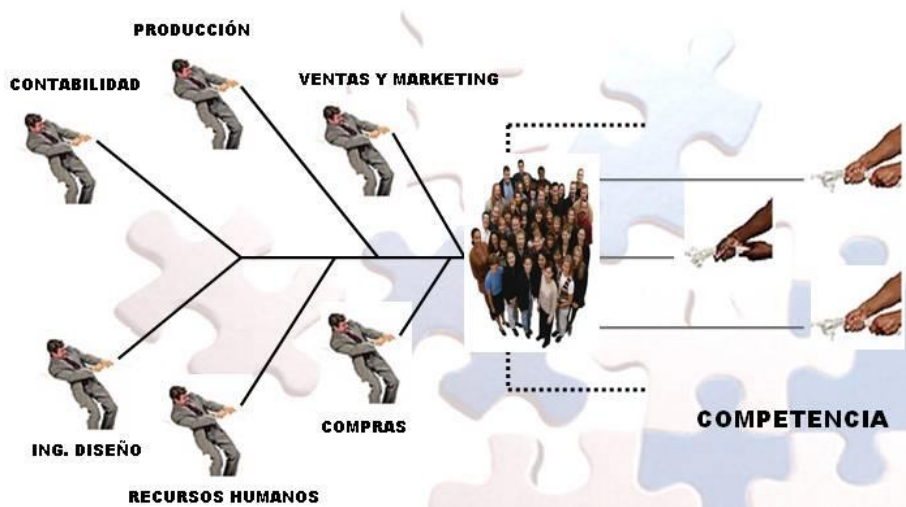 PRODUCCIÓN
CONTABILIDAD
VENTAS Y MARKETING
COMPETENCIA
COMPRAS
ING. DISEÑO
RECURSOS HUMANOS